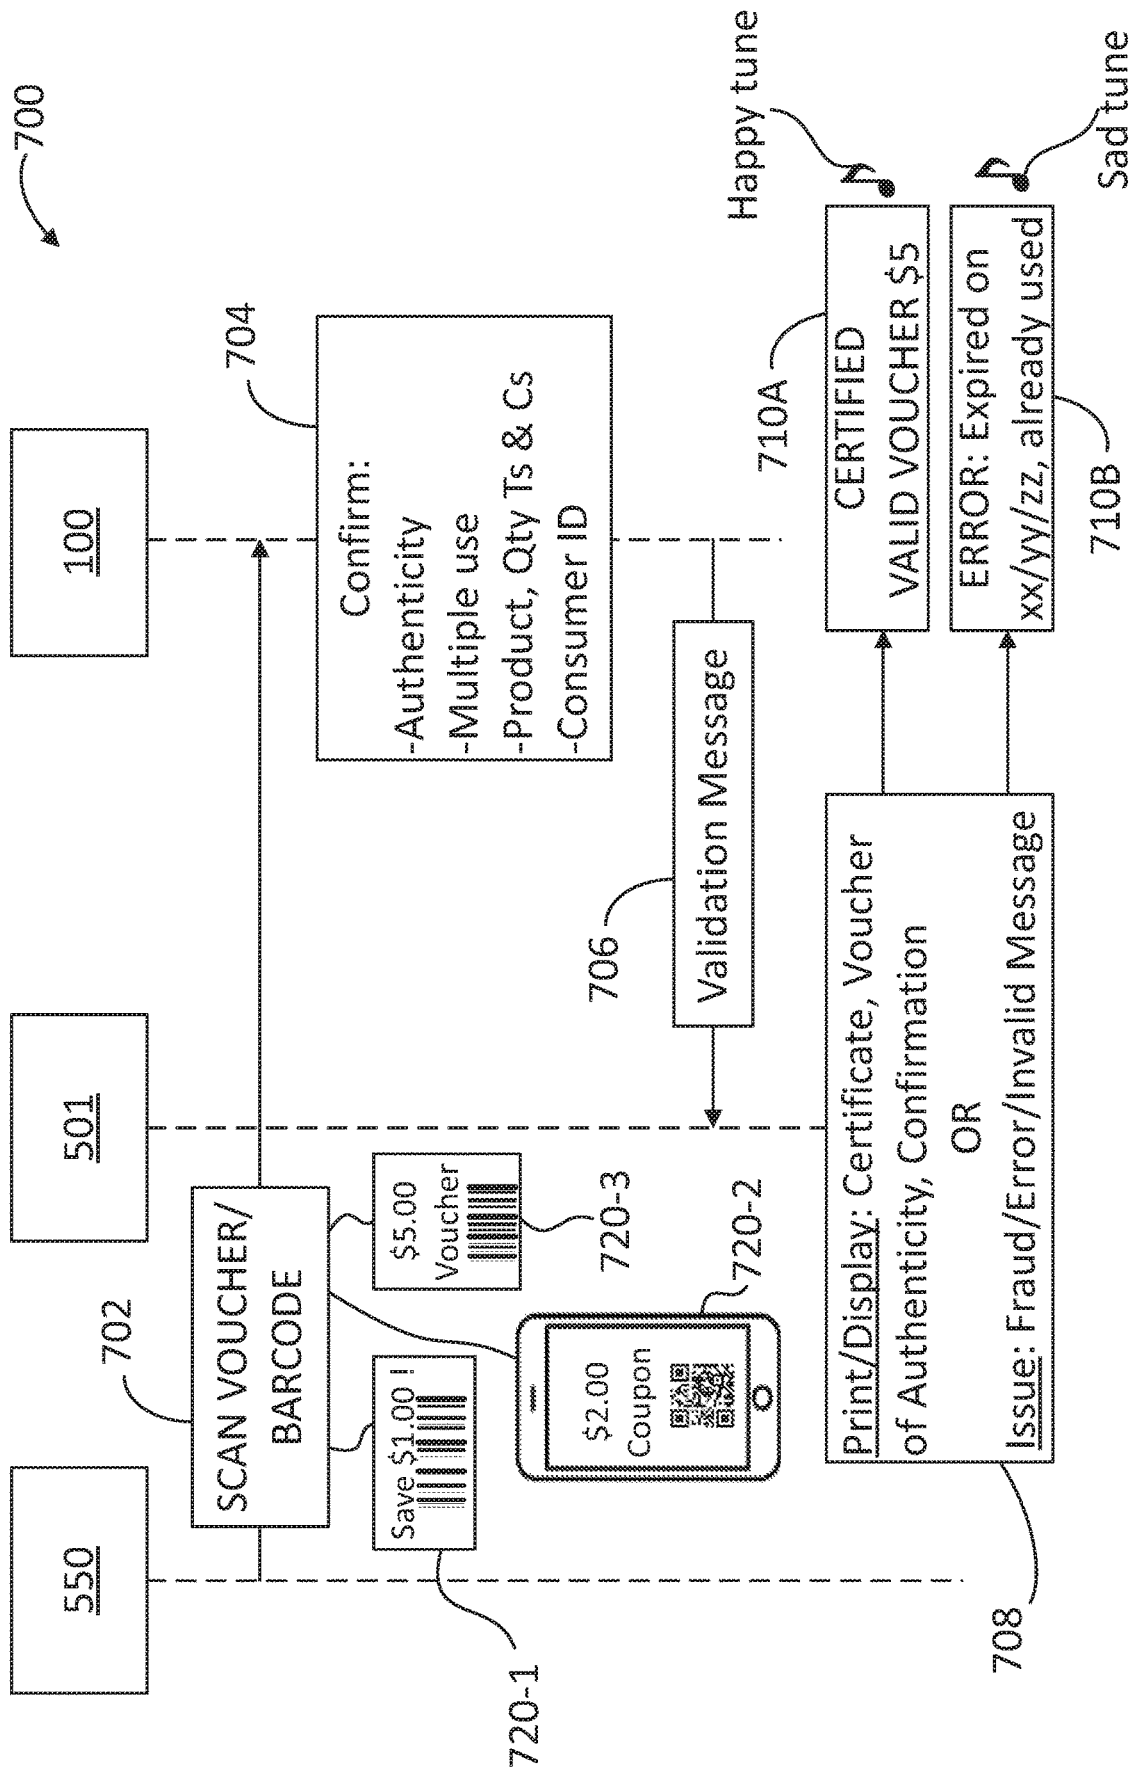 700
550
501
100
702
SCAN VOUCHER/
BARCODE
704
Confirm:
-Authenticity
-Multiple use
-Product, Qty Ts & Cs
-Consumer ID
Save $1.00 !
720-1
$2.00
Coupon
720-2
$5.00
Voucher
720-3
706
Validation Message
708
Print/Display: Certificate, Voucher
of Authenticity, Confirmation
OR
Issue: Fraud/Error/Invalid Message
710A
CERTIFIED
VALID VOUCHER $5
Happy tune
710B
ERROR: Expired on
xx/yy/zz, already used
Sad tune